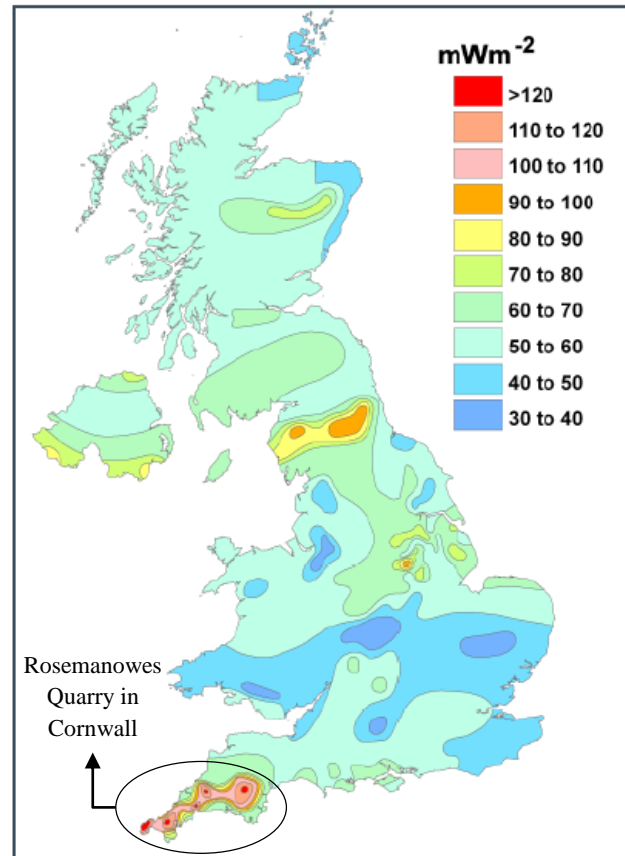 mWm-2
>120
110 to 120
100 to 110
90 to 100
80 to 90
70 to 80
60 to 70
50 to 60
40 to 50
30 to 40
Rosemanowes
Quarry in
Cornwall